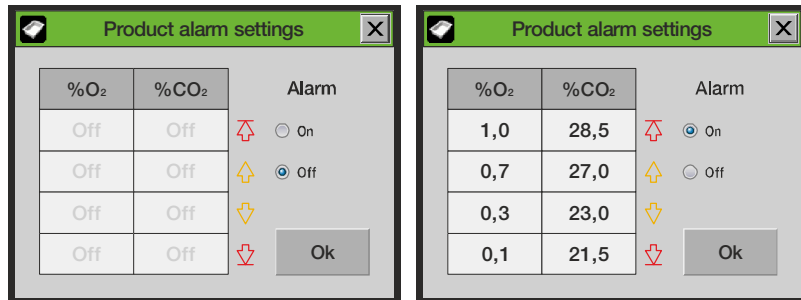 Product alarm settings X
%O₂ %CO₂ Alarm
Off Off On
Off Off Off
Off Off
Off Off Ok
Product alarm settings X
%O₂ %CO₂ Alarm
1,0 28,5 On
0,7 27,0 Off
0,3 23,0
0,1 21,5 Ok